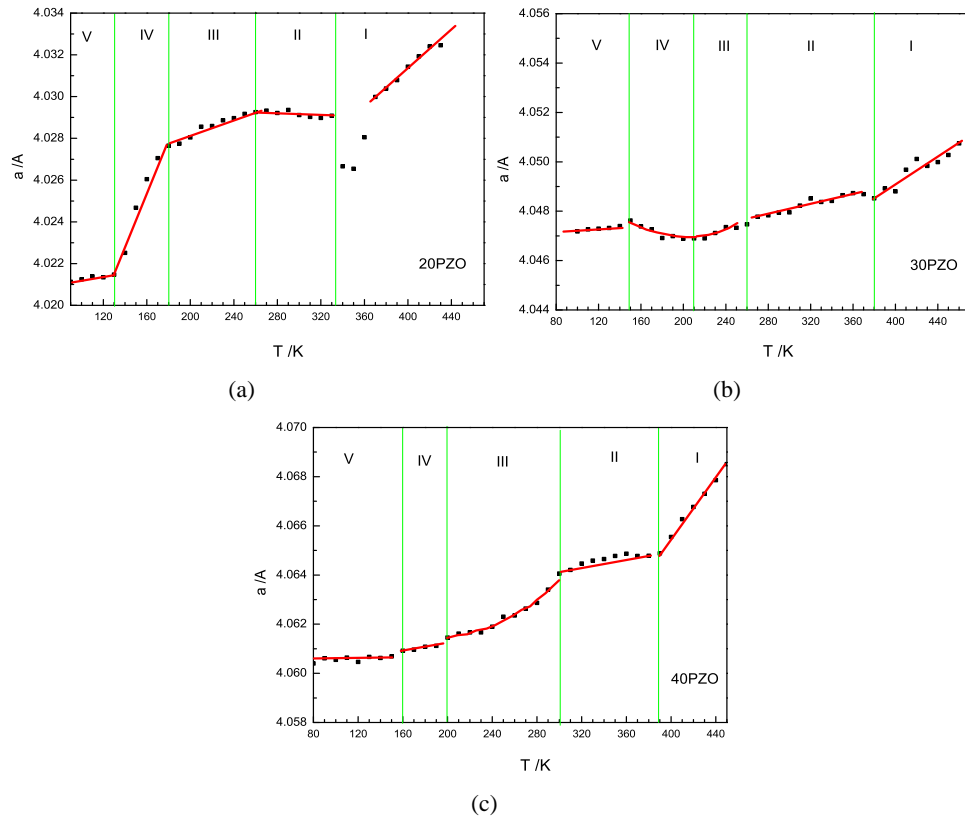 4.034
4.032
4.030
4.028
4.026
4.024
4.022
4.020
a /A
V IV III II I
20PZO
120 160 200 240 280 320 360 400 440
T /K
(a)
4.056
4.054
4.052
4.050
4.048
4.046
4.044
a /A
V IV III II I
30PZO
80 120 160 200 240 280 320 360 400 440
T /K
(b)
4.070
4.068
4.066
4.064
4.062
4.060
4.058
a /A
V IV III II I
40PZO
80 120 160 200 240 280 320 360 400 440
T /K
(c)